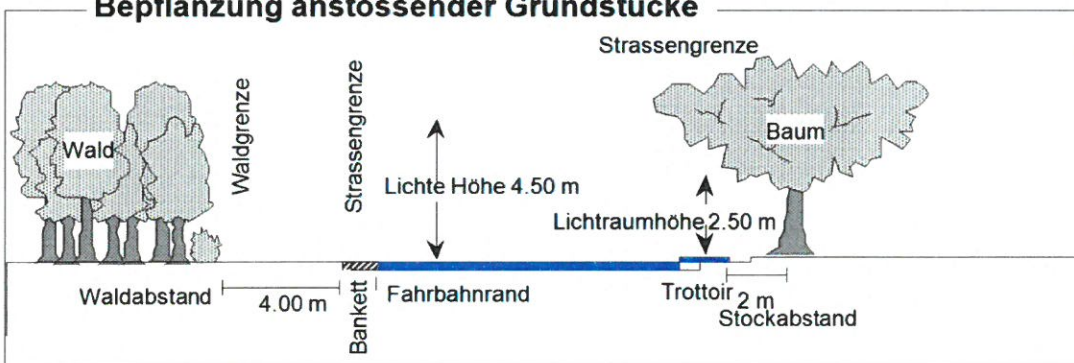 Bepflanzung anstossender Grundstücke
Strassengrenze
Waldgrenze
Strassengrenze
Wald
Baum
Lichte Höhe 4.50 m
Lichtraumhöhe 2.50 m
Waldabstand
4.00 m
Bankett
Fahrbahnrand
Trottoir
2 m
Stockabstand